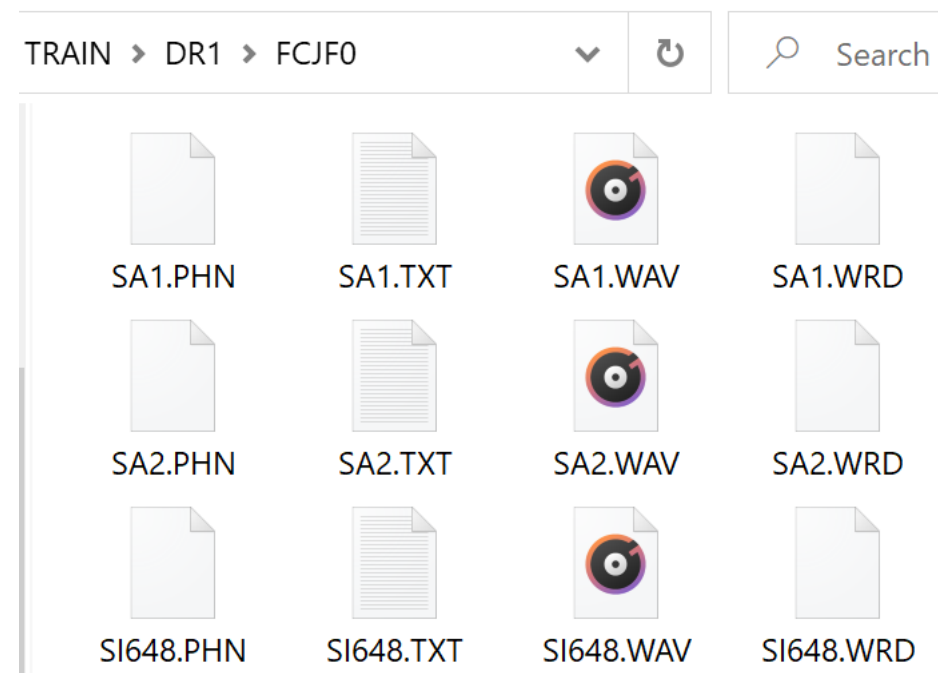 TRAIN > DR1 > FCJF0
Search
SA1.PHN SA1.TXT SA1.WAV SA1.WRD
SA2.PHN SA2.TXT SA2.WAV SA2.WRD
SI648.PHN SI648.TXT SI648.WAV SI648.WRD